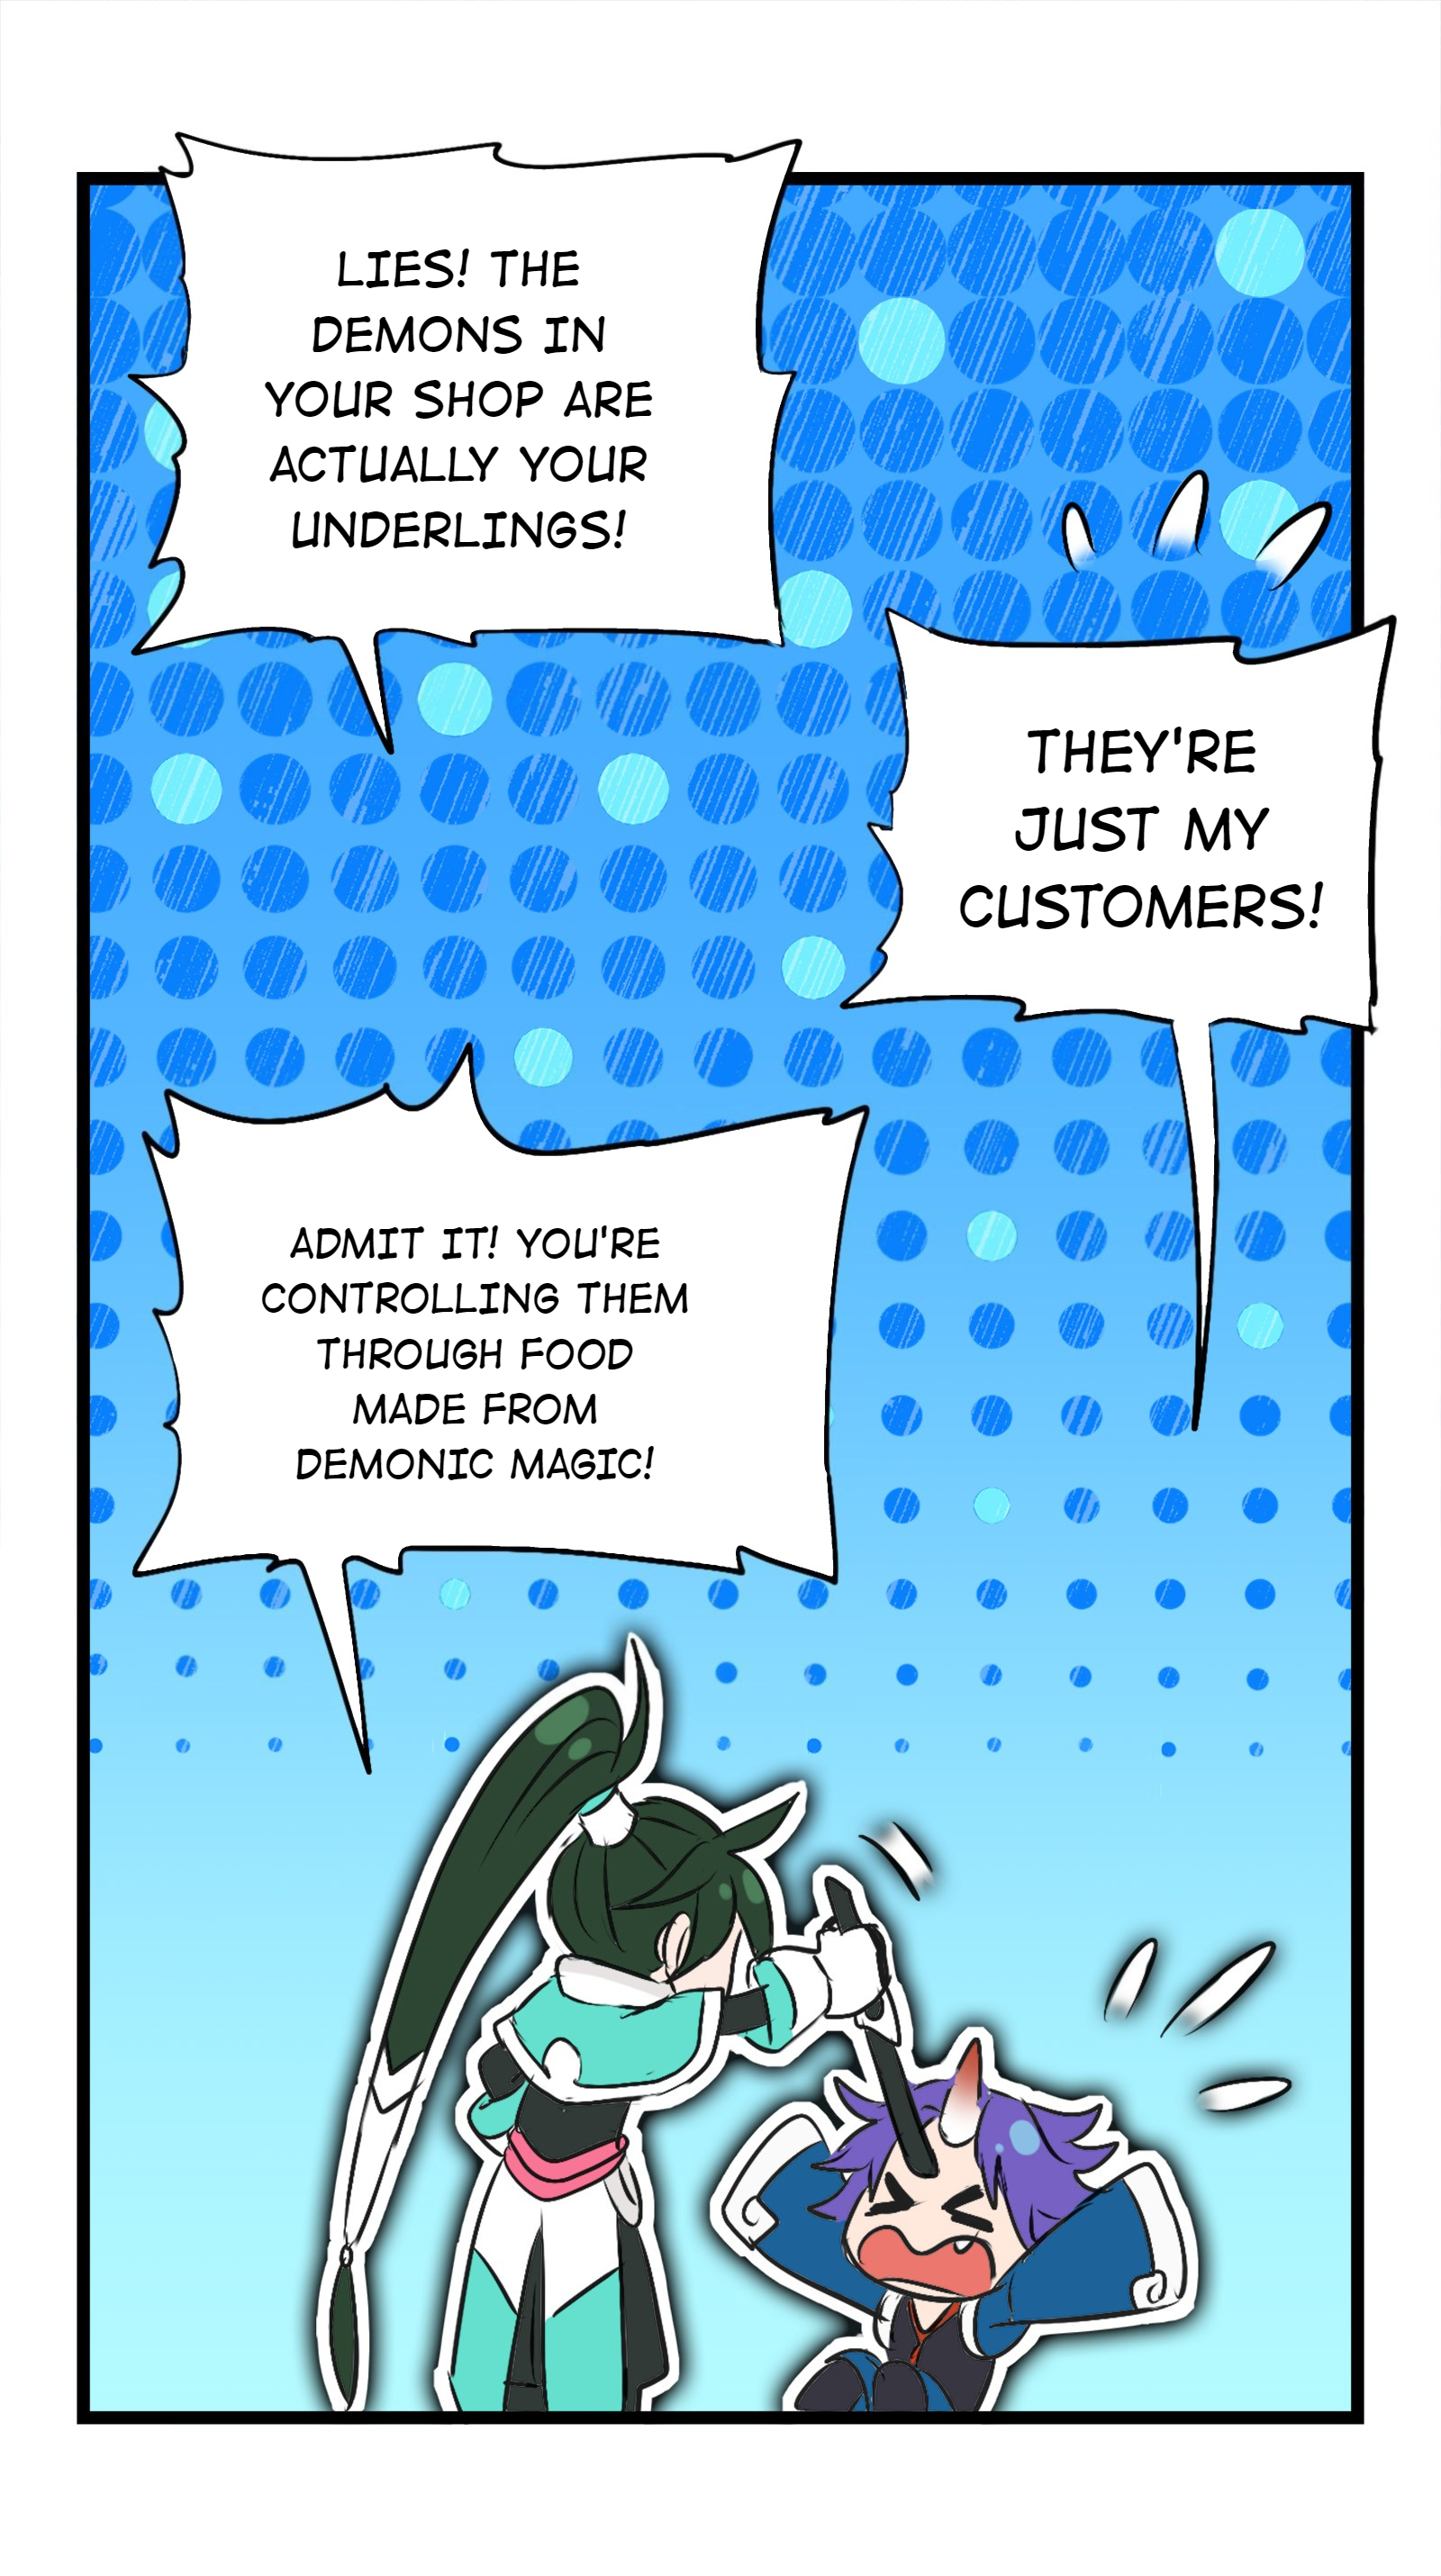 LIES! THE
DEMONS IN
YOUR SHOP ARE
ACTUALLY YOUR
UNDERLINGS!
THEY'RE
JUST MY
CUSTOMERS!
ADMIT IT! YOU'RE
CONTROLLING THEM
THROUGH FOOD
MADE FROM
DEMONIC MAGIC!